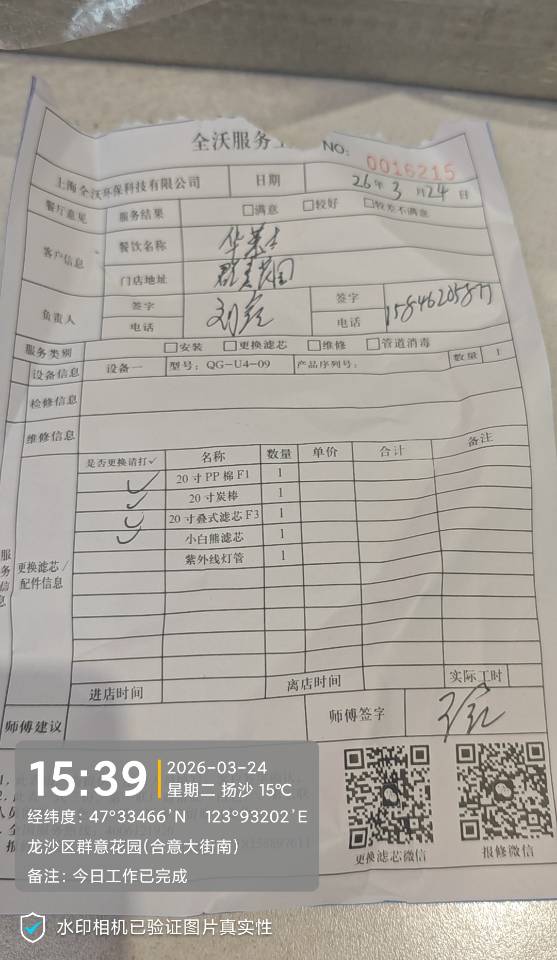 全沃服务
NO: 0016215
上海全沃环保科技有限公司 日期 26年 3月24日
餐厅意见 服务结果 □满意 □较好 □较差不满意
客户信息 餐饮名称 华莱士
门店地址 群意花园
负责人 签字 签字
电话 电话
服务类别 □安装 □更换滤芯 □维修 □管道消毒
设备信息 设备一 型号: QG-U4-09 产品序列号: 数量 1
检修信息
维修信息
服务信息
更换滤芯/配件信息
是否更换请打✓ 名称 数量 单价 合计 备注
✓ 20寸PP棉F1 1
✓ 20寸炭棒 1
✓ 20寸叠式滤芯F3 1
✓ 小白熊滤芯 1
紫外线灯管 1
进店时间 离店时间 实际工时
师傅建议 师傅签字
更换滤芯微信 报修微信
15:39 2026-03-24
星期二 扬沙 15℃
经纬度: 47°33466'N 123°93202'E
龙沙区群意花园(合意大街南)
备注: 今日工作已完成
水印相机已验证图片真实性